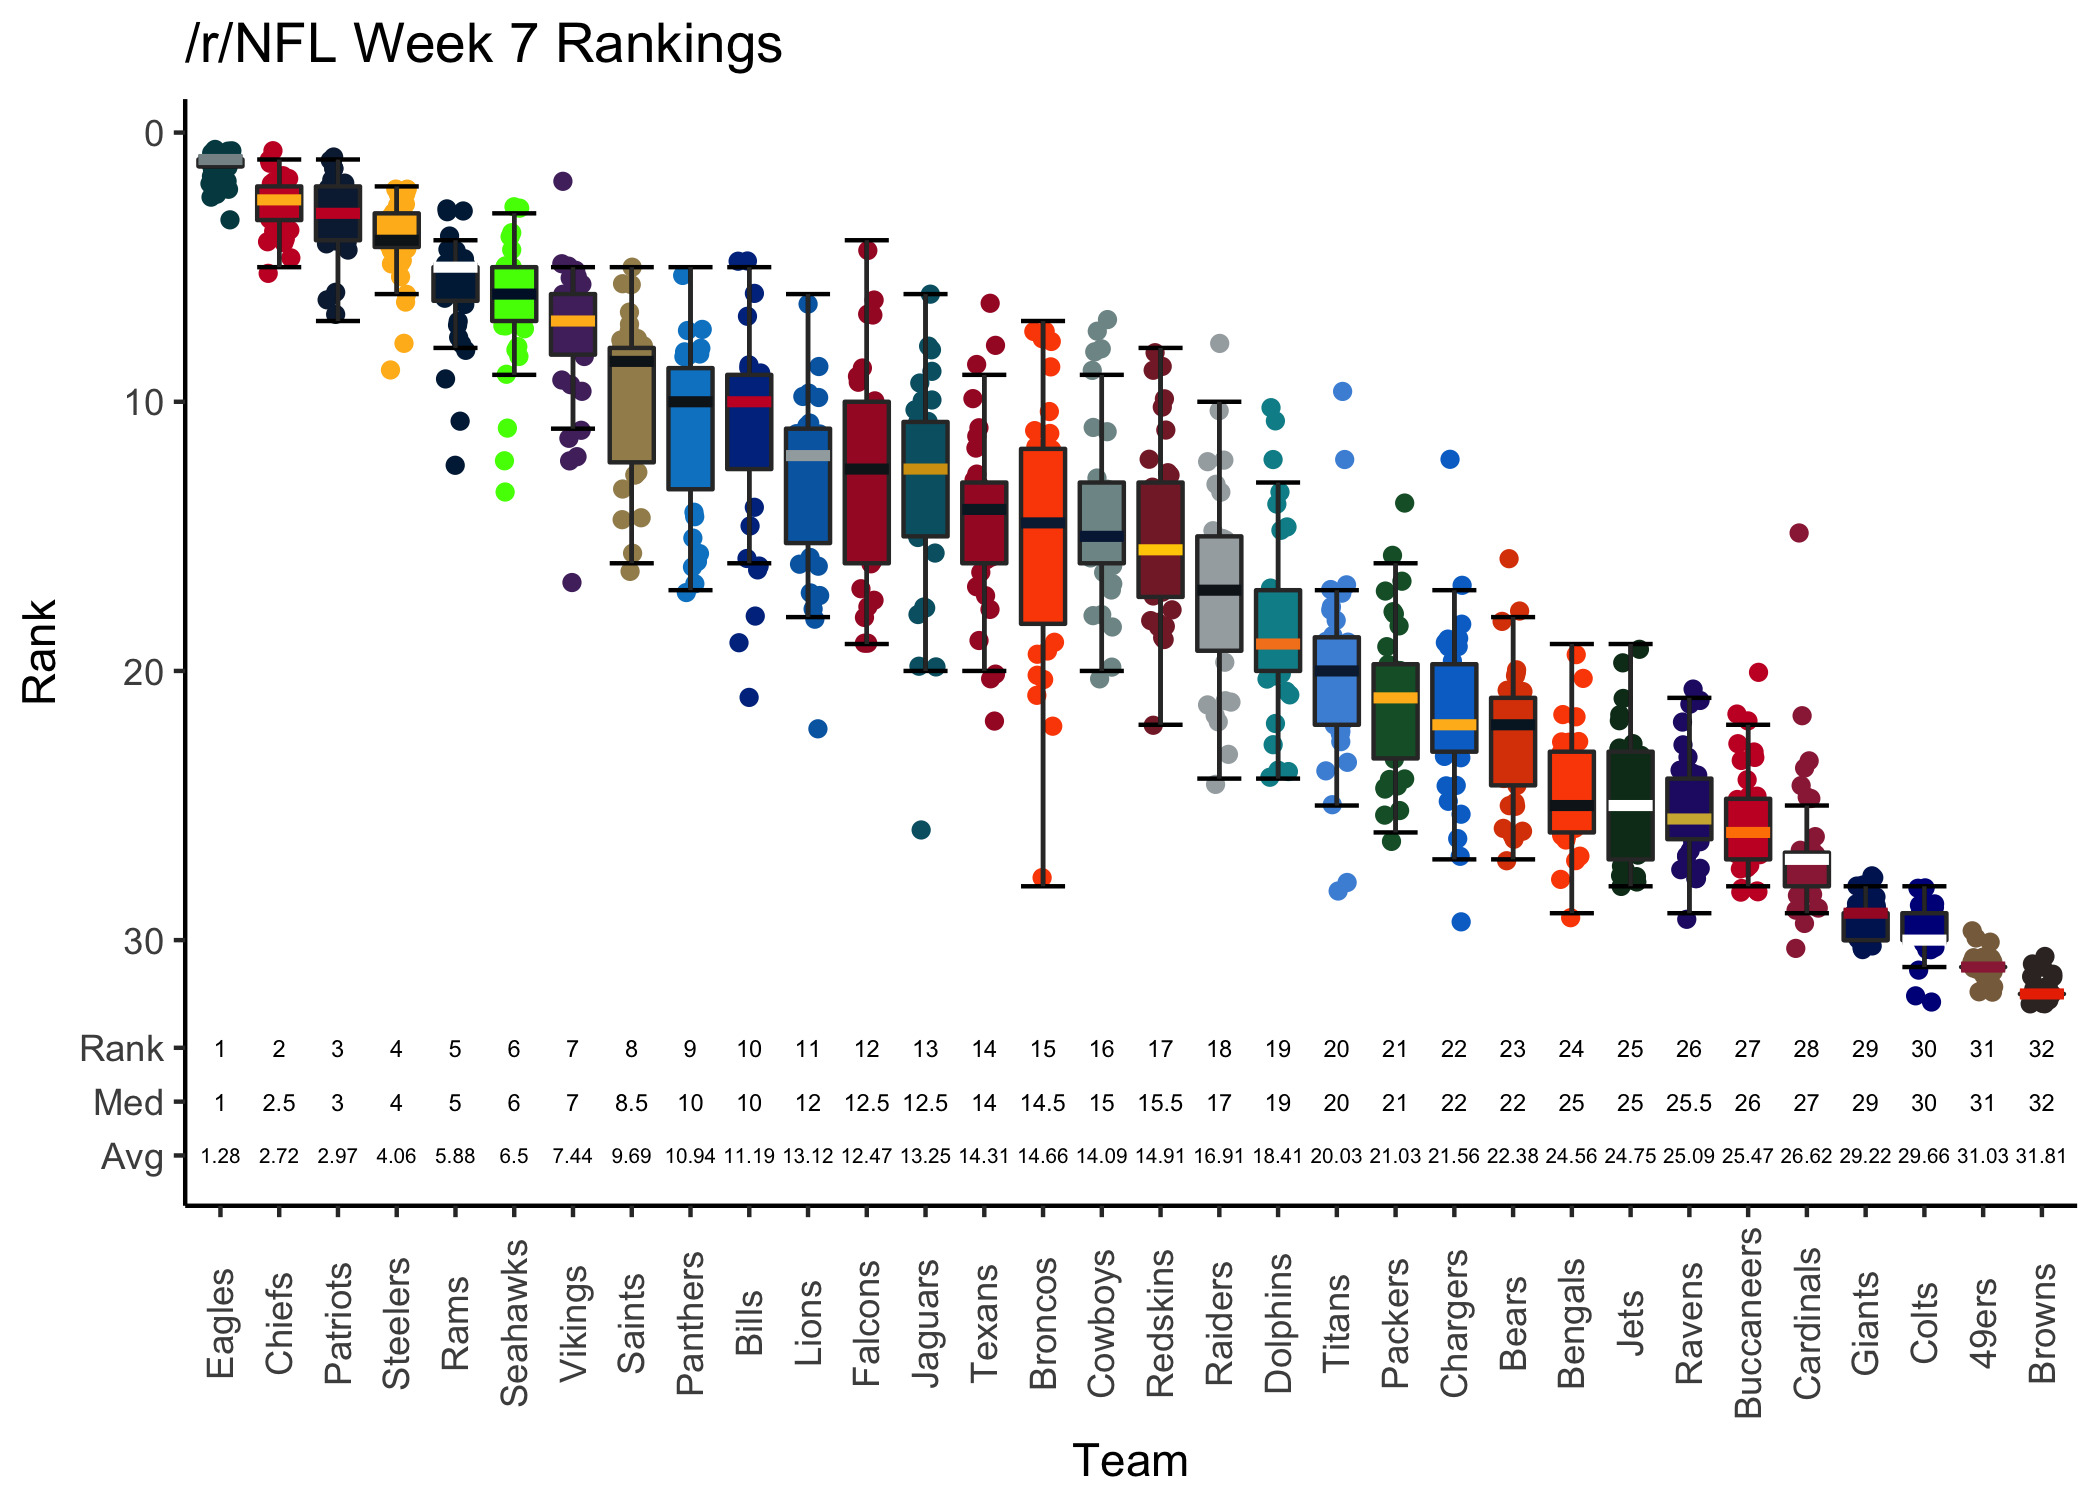 /r/NFL Week 7 Rankings
0
10
20
30
Rank
Rank 1 2 3 4 5 6 7 8 9 10 11 12 13 14 15 16 17 18 19 20 21 22 23 24 25 26 27 28 29 30 31 32
Med 1 2.5 3 4 5 6 7 8.5 10 10 12 12.5 12.5 14 14.5 15 15.5 17 19 20 21 22 22 25 25 25.5 26 27 29 30 31 32
Avg 1.28 2.72 2.97 4.06 5.88 6.5 7.44 9.69 10.94 11.19 13.12 12.47 13.25 14.31 14.66 14.09 14.91 16.91 18.41 20.03 21.03 21.56 22.38 24.56 24.75 25.09 25.47 26.62 29.22 29.66 31.03 31.81
Eagles Chiefs Patriots Steelers Rams Seahawks Vikings Saints Panthers Bills Lions Falcons Jaguars Texans Broncos Cowboys Redskins Raiders Dolphins Titans Packers Chargers Bears Bengals Jets Ravens Buccaneers Cardinals Giants Colts 49ers Browns
Team